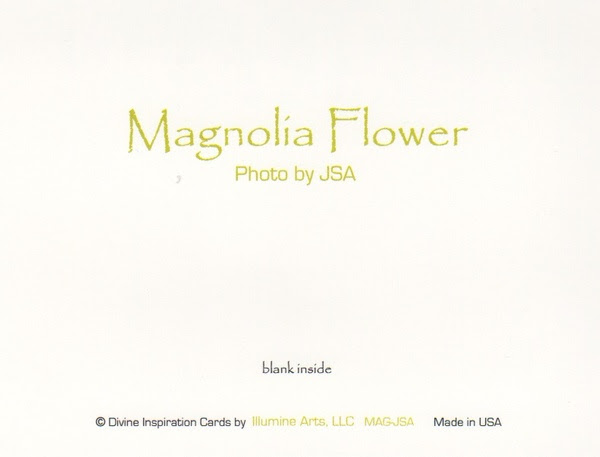 Magnolia Flower
Photo by JSA
blank inside
© Divine Inspiration Cards by Illumine Arts, LLC MAG-JSA Made in USA